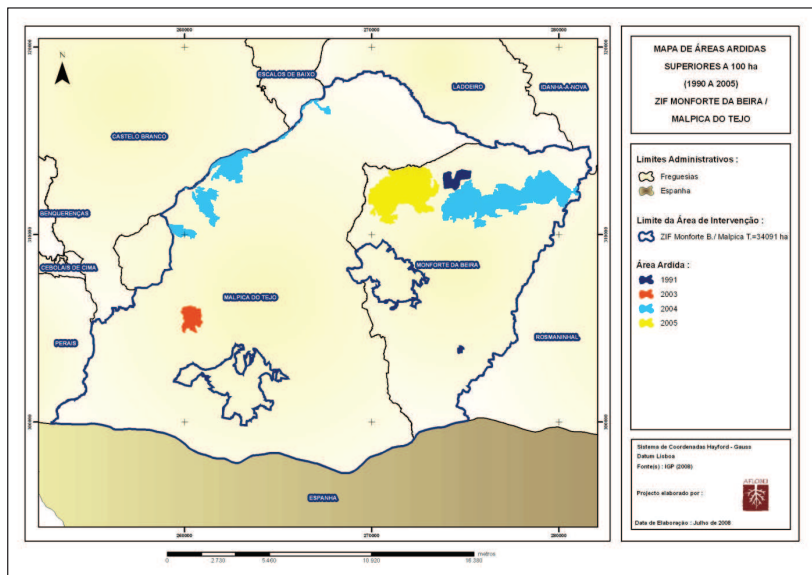 MAPA DE ÁREAS ARDIDAS
SUPERIORES A 100 ha
(1990 A 2005)
ZIF MONFORTE DA BEIRA /
MALPICA DO TEJO
Limites Administrativos :
Freguesias
Espanha
Limite da Área de Intervenção :
ZIF Monforte B./ Malpica T.=34091 ha
Área Ardida :
1991
2003
2004
2005
Sistema de Coordenadas Hayford - Gauss
Datum Lisboa
Fonte(s) : IGP (2008)
Projecto elaborado por :
AFLOBEI
Data de Elaboração : Julho de 2008
260000
270000
280000
N
ESCALOS DE BAIXO
LADOEIRO
IDANHA-A-NOVA
CASTELO BRANCO
BENQUERENÇAS
CEBOLAIS DE CIMA
MONFORTE DA BEIRA
MALPICA DO TEJO
PERAIS
ROSMANINHAL
ESPANHA
260000
270000
280000
metros
0
2.730
5.460
10.920
16.380